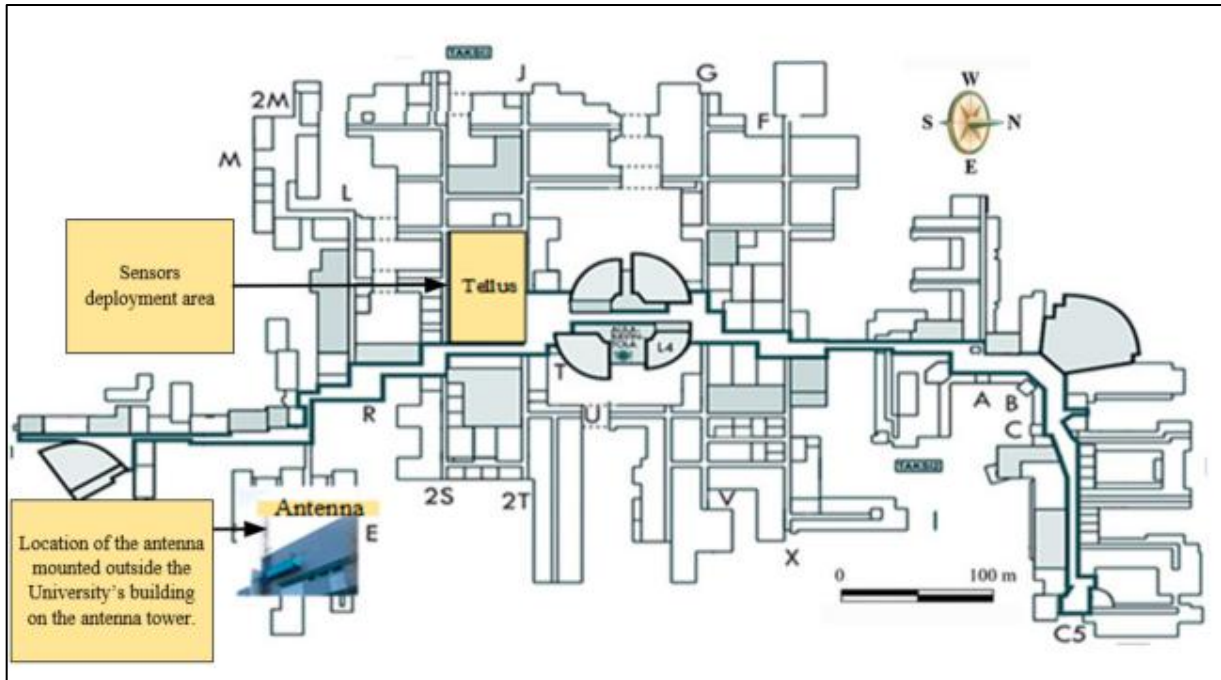 TAKSI
J
G
2M
F
W
S
N
E
M
L
Sensors
deployment area
Tellus
L4
T
U
A
B
R
C
TAKSI
2S
2T
V
Antenna
E
X
Location of the antenna
mounted outside the
University's building
on the antenna tower.
0
100 m
C5